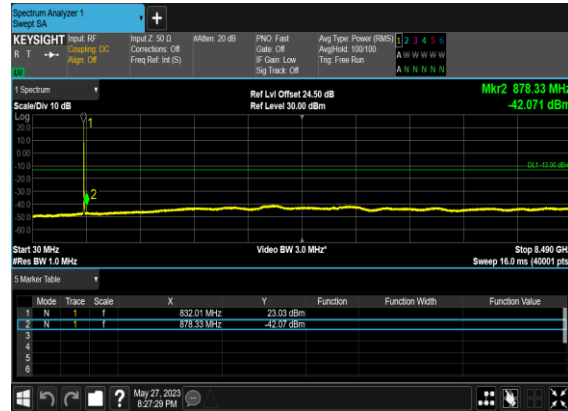 Spectrum Analyzer 1
Swept SA
+
KEYSIGHT Input: RF Input Z: 50 Ω #Atten: 20 dB PNO: Fast Avg Type: Power (RMS) 1 2 3 4 5 6
R T Coupling: DC Corrections: Off Gate: Off Avg|Hold: 100/100 A W W W W W
Align: Off Freq Ref: Int (S) IF Gain: Low Trig: Free Run
LW Sig Track: Off A N N N N N
1 Spectrum Ref Lvl Offset 24.50 dB Mkr2 878.33 MHz
Scale/Div 10 dB Ref Level 30.00 dBm -42.071 dBm
Log
20.0
10.0
0.00
-10.0
-20.0
-30.0
-40.0
-50.0
-60.0
1
DL1 -13.00 dBm
2
Start 30 MHz Video BW 3.0 MHz* Stop 8.490 GHz
#Res BW 1.0 MHz Sweep 16.0 ms (40001 pts)
5 Marker Table
Mode Trace Scale X Y Function Function Width Function Value
1 N 1 f 832.01 MHz 23.03 dBm
2 N 1 f 878.33 MHz -42.07 dBm
3
4
5
6
? May 27, 2023
8:27:29 PM